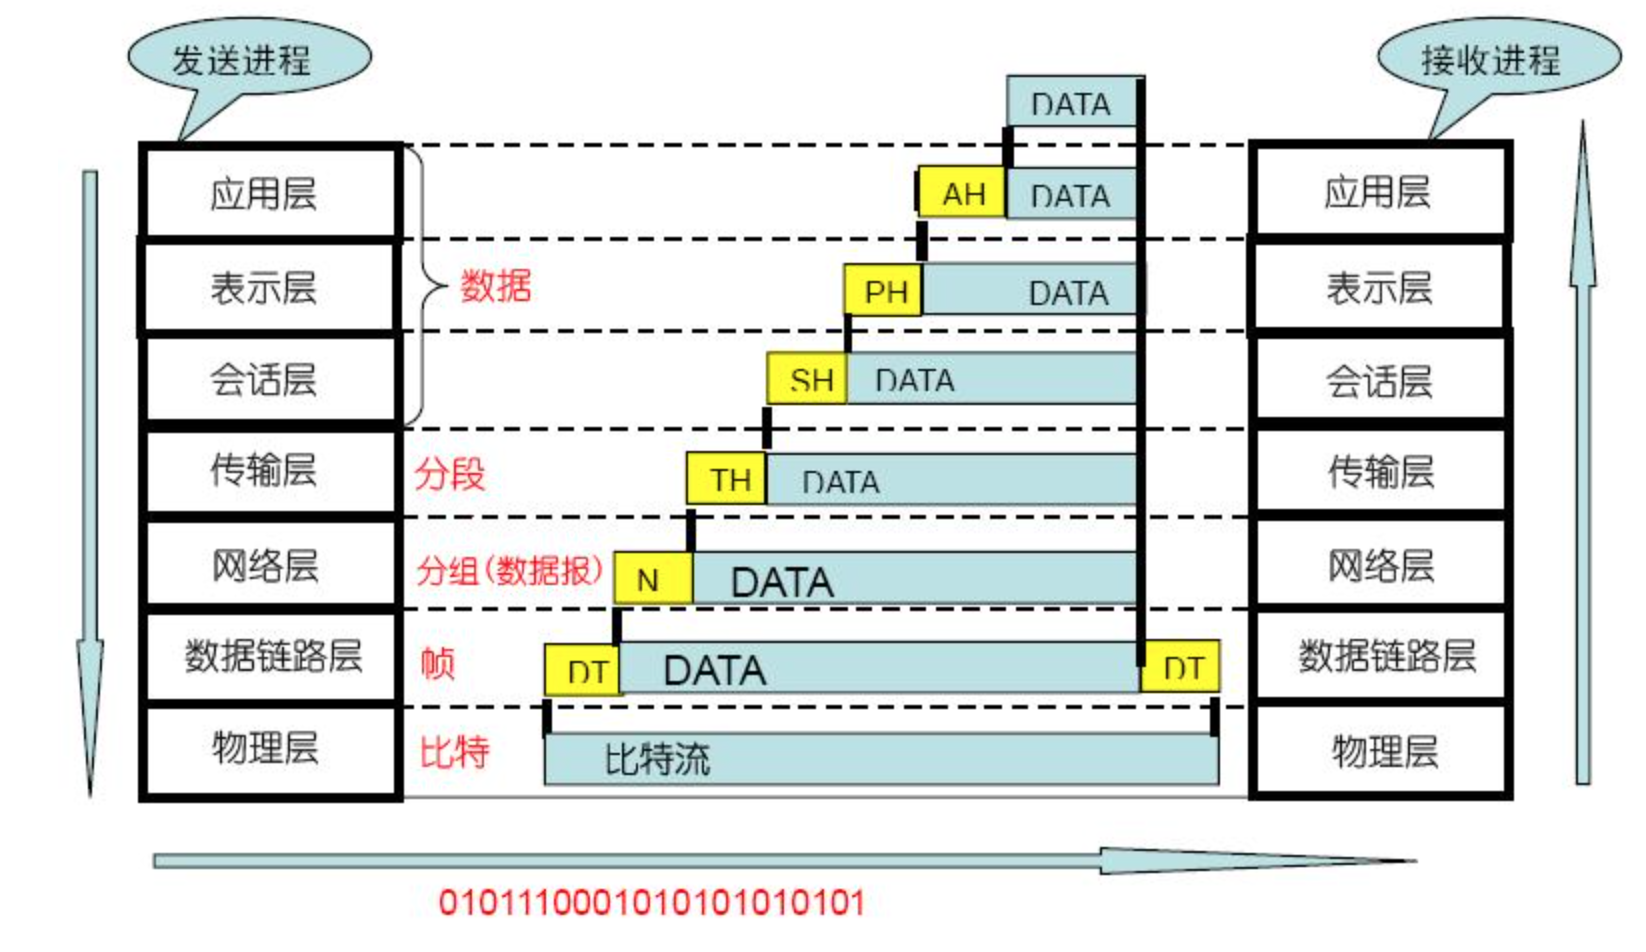 发送进程
接收进程
DATA
应用层
AH
DATA
应用层
表示层
数据
PH
DATA
表示层
会话层
SH
DATA
会话层
传输层
分段
TH
DATA
传输层
网络层
分组(数据报)
N
DATA
网络层
数据链路层
帧
DT
DATA
DT
数据链路层
物理层
比特
比特流
物理层
0101110001010101010101